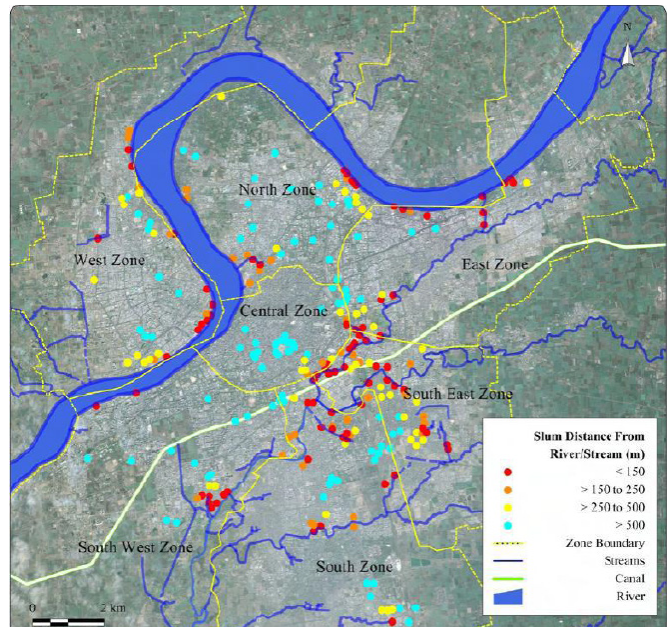 N
North Zone
West Zone
East Zone
Central Zone
South East Zone
South West Zone
South Zone
0 2 km
Slum Distance From
River/Stream (m)
< 150
> 150 to 250
> 250 to 500
> 500
Zone Boundary
Streams
Canal
River